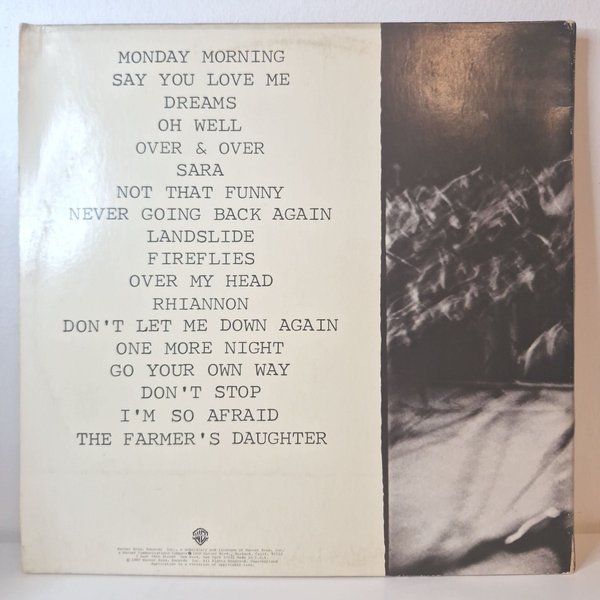 MONDAY MORNING
SAY YOU LOVE ME
DREAMS
OH WELL
OVER & OVER
SARA
NOT THAT FUNNY
NEVER GOING BACK AGAIN
LANDSLIDE
FIREFLIES
OVER MY HEAD
RHIANNON
DON'T LET ME DOWN AGAIN
ONE MORE NIGHT
GO YOUR OWN WAY
DON'T STOP
I'M SO AFRAID
THE FARMER'S DAUGHTER